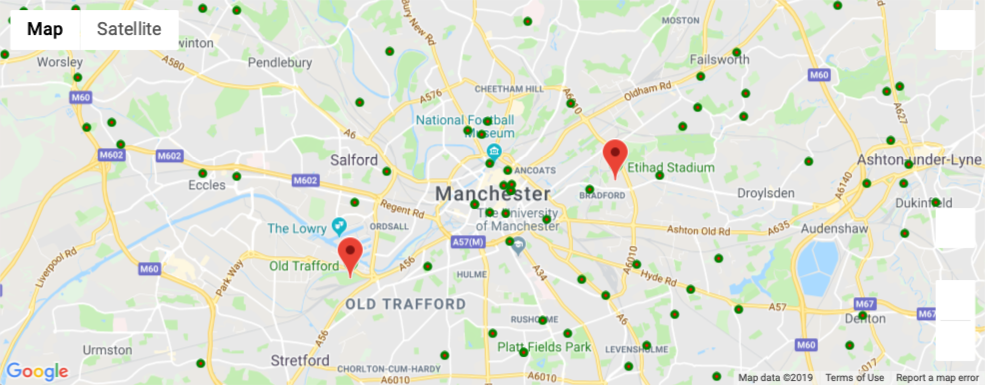 Map
Satellite
Bury New Rd
MOSTON
winton
Worsley
Pendlebury
A580
Failsworth
M60
M60
A576
CHEETHAM HILL
A6010
Oldham Rd
A627
National Football
Museum
A6
M602
M602
Salford
ANCOATS
Etihad Stadium
Ashton-under-Lyne
Eccles
M602
Manchester
BRADFORD
Droylsden
A6140
Dukinfield
Regent Rd
The University
of Manchester
The Lowry
ORDSALL
Ashton Old Rd
A635
Audenshaw
A57(M)
Liverpool Rd
M60
Park Way
Old Trafford
A56
HULME
A34
A6010
Hyde Rd
OLD TRAFFORD
A57
M67
M67
Denton
A56
RUSHOLME
Urmston
Stretford
Platt Fields Park
LEVENSHULME
M60
A6
CHORLTON-CUM-HARDY
A6010
A6010
Google
Map data ©2019
Terms of Use
Report a map error